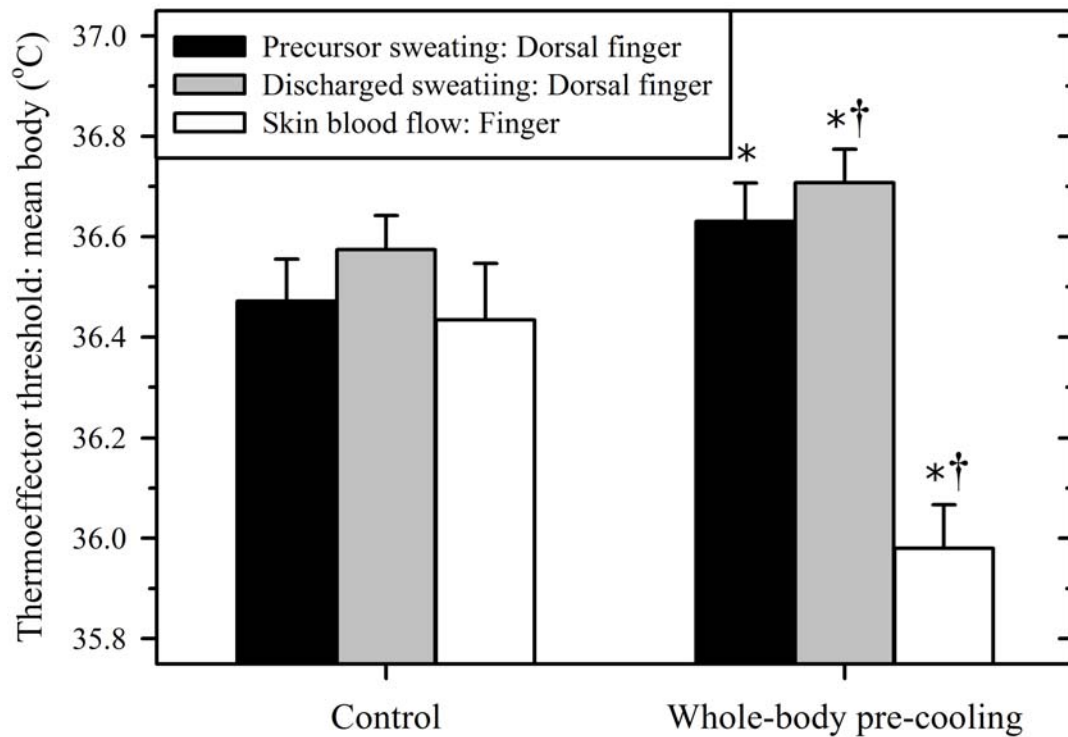 Thermoeffector threshold: mean body (°C)
37.0
36.8
36.6
36.4
36.2
36.0
35.8
Precursor sweating: Dorsal finger
Discharged sweatiing: Dorsal finger
Skin blood flow: Finger
*
*†
*†
Control
Whole-body pre-cooling